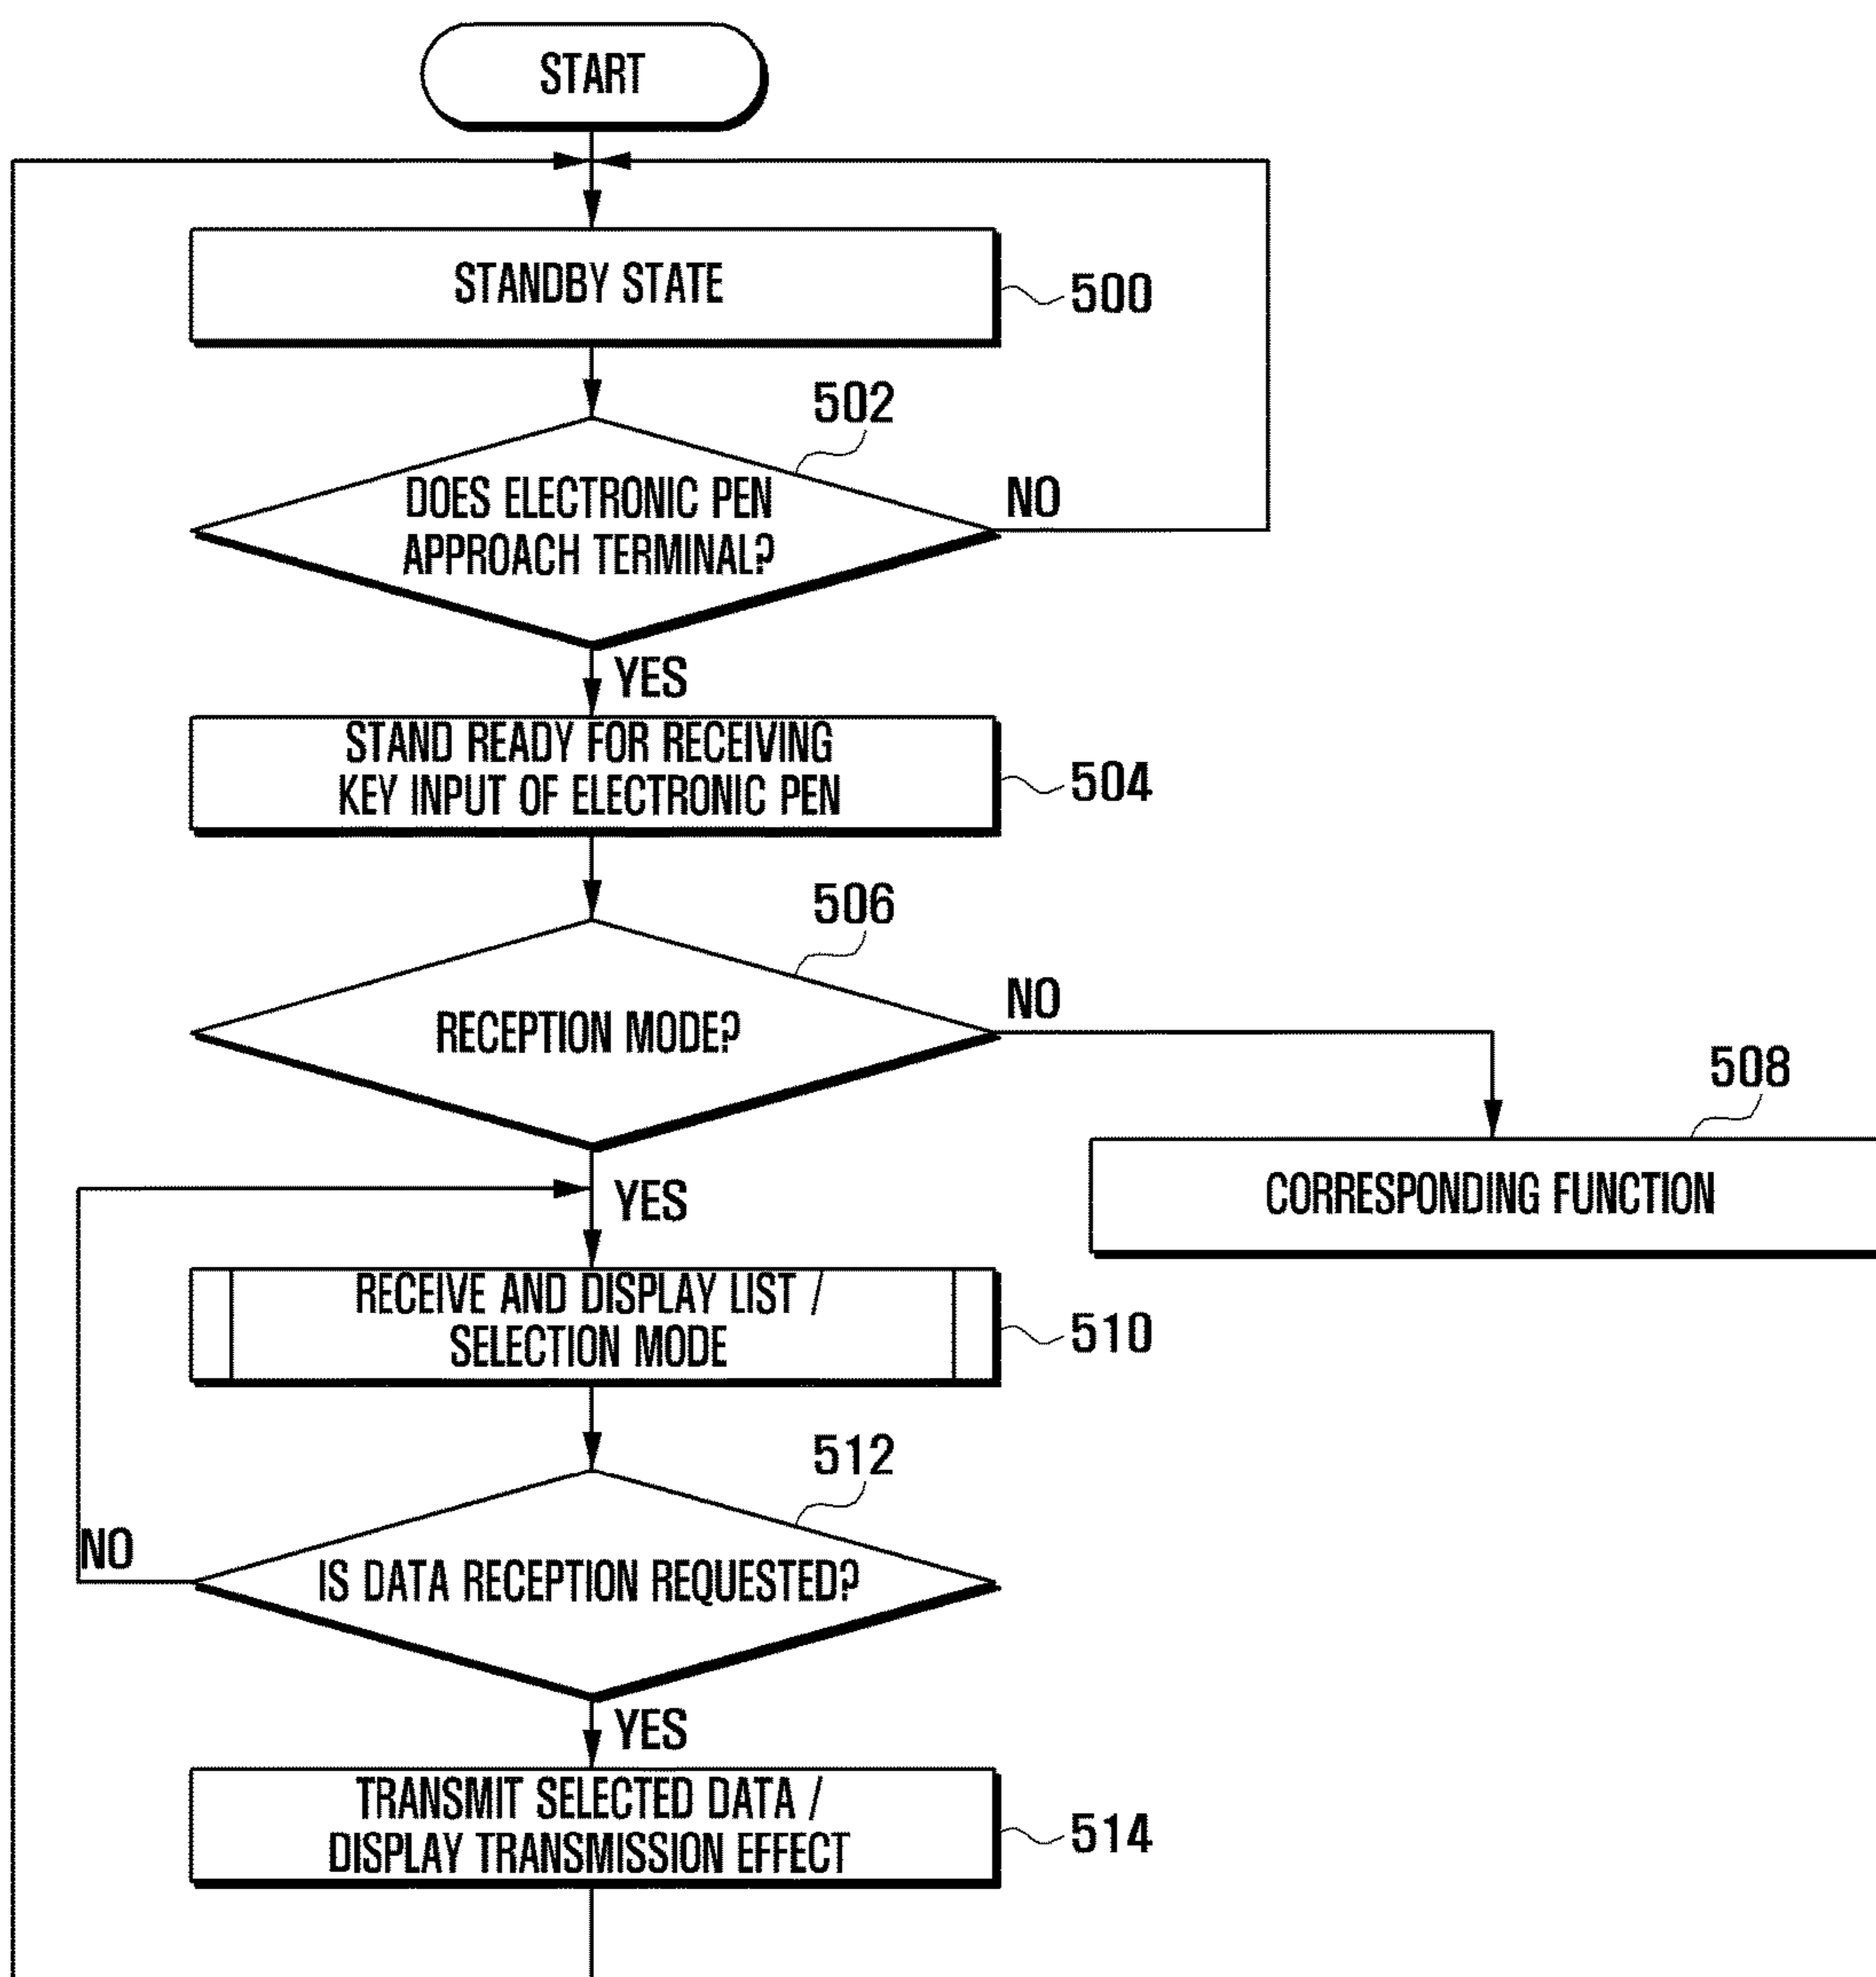 START
STANDBY STATE
500
502
DOES ELECTRONIC PEN
APPROACH TERMINAL?
NO
YES
STAND READY FOR RECEIVING
KEY INPUT OF ELECTRONIC PEN
504
506
RECEPTION MODE?
NO
508
CORRESPONDING FUNCTION
YES
RECEIVE AND DISPLAY LIST /
SELECTION MODE
510
512
NO
IS DATA RECEPTION REQUESTED?
YES
TRANSMIT SELECTED DATA /
DISPLAY TRANSMISSION EFFECT
514